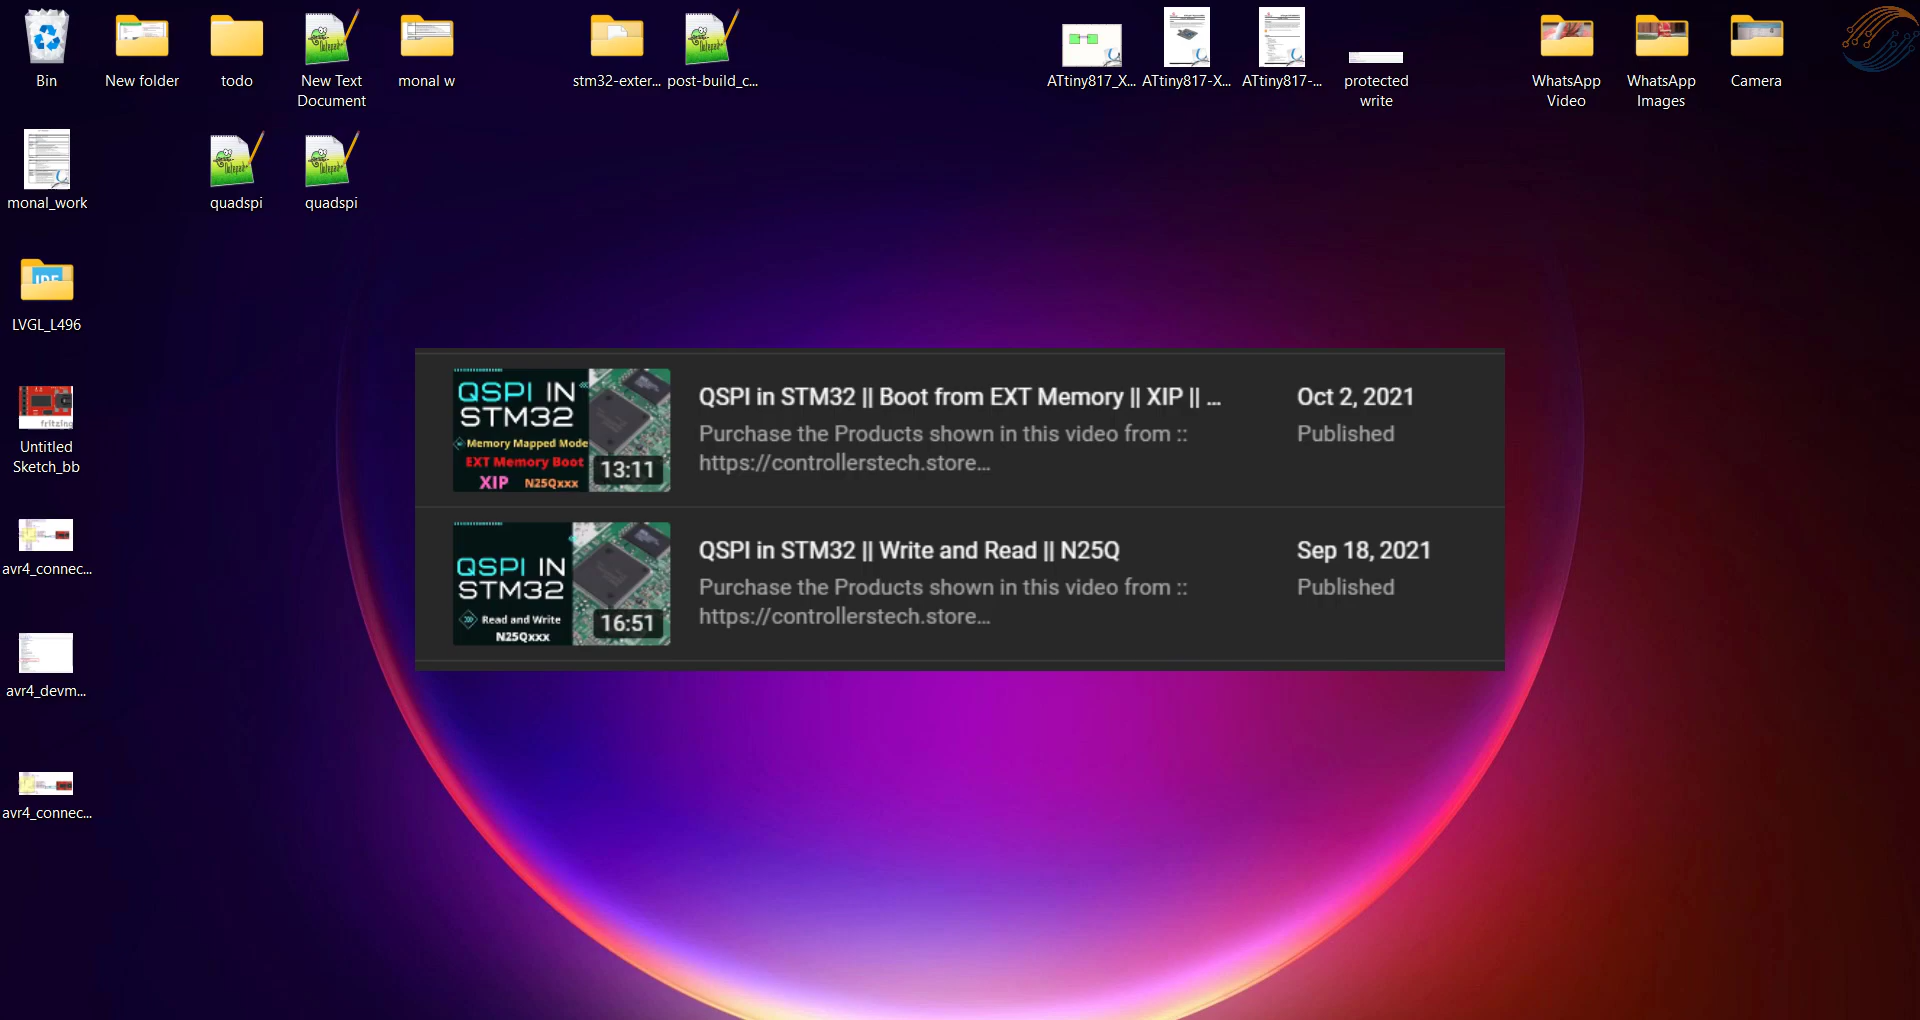 Bin
New folder
todo
New Text
Document
monal w
stm32-exter...
post-build_c...
ATtiny817_X...
ATtiny817-X...
ATtiny817-...
protected
write
WhatsApp
Video
WhatsApp
Images
Camera
monal_work
quadspi
quadspi
LVGL_L496
Untitled
Sketch_bb
fritzing
avr4_connec...
avr4_devm...
avr4_connec...
QSPI IN
STM32
Memory Mapped Mode
EXT Memory Boot
XIP N25Qxxx
13:11
QSPI in STM32 || Boot from EXT Memory || XIP || ...
Purchase the Products shown in this video from ::
https://controllerstech.store...
Oct 2, 2021
Published
QSPI IN
STM32
Read and Write
N25Qxxx
16:51
QSPI in STM32 || Write and Read || N25Q
Purchase the Products shown in this video from ::
https://controllerstech.store...
Sep 18, 2021
Published